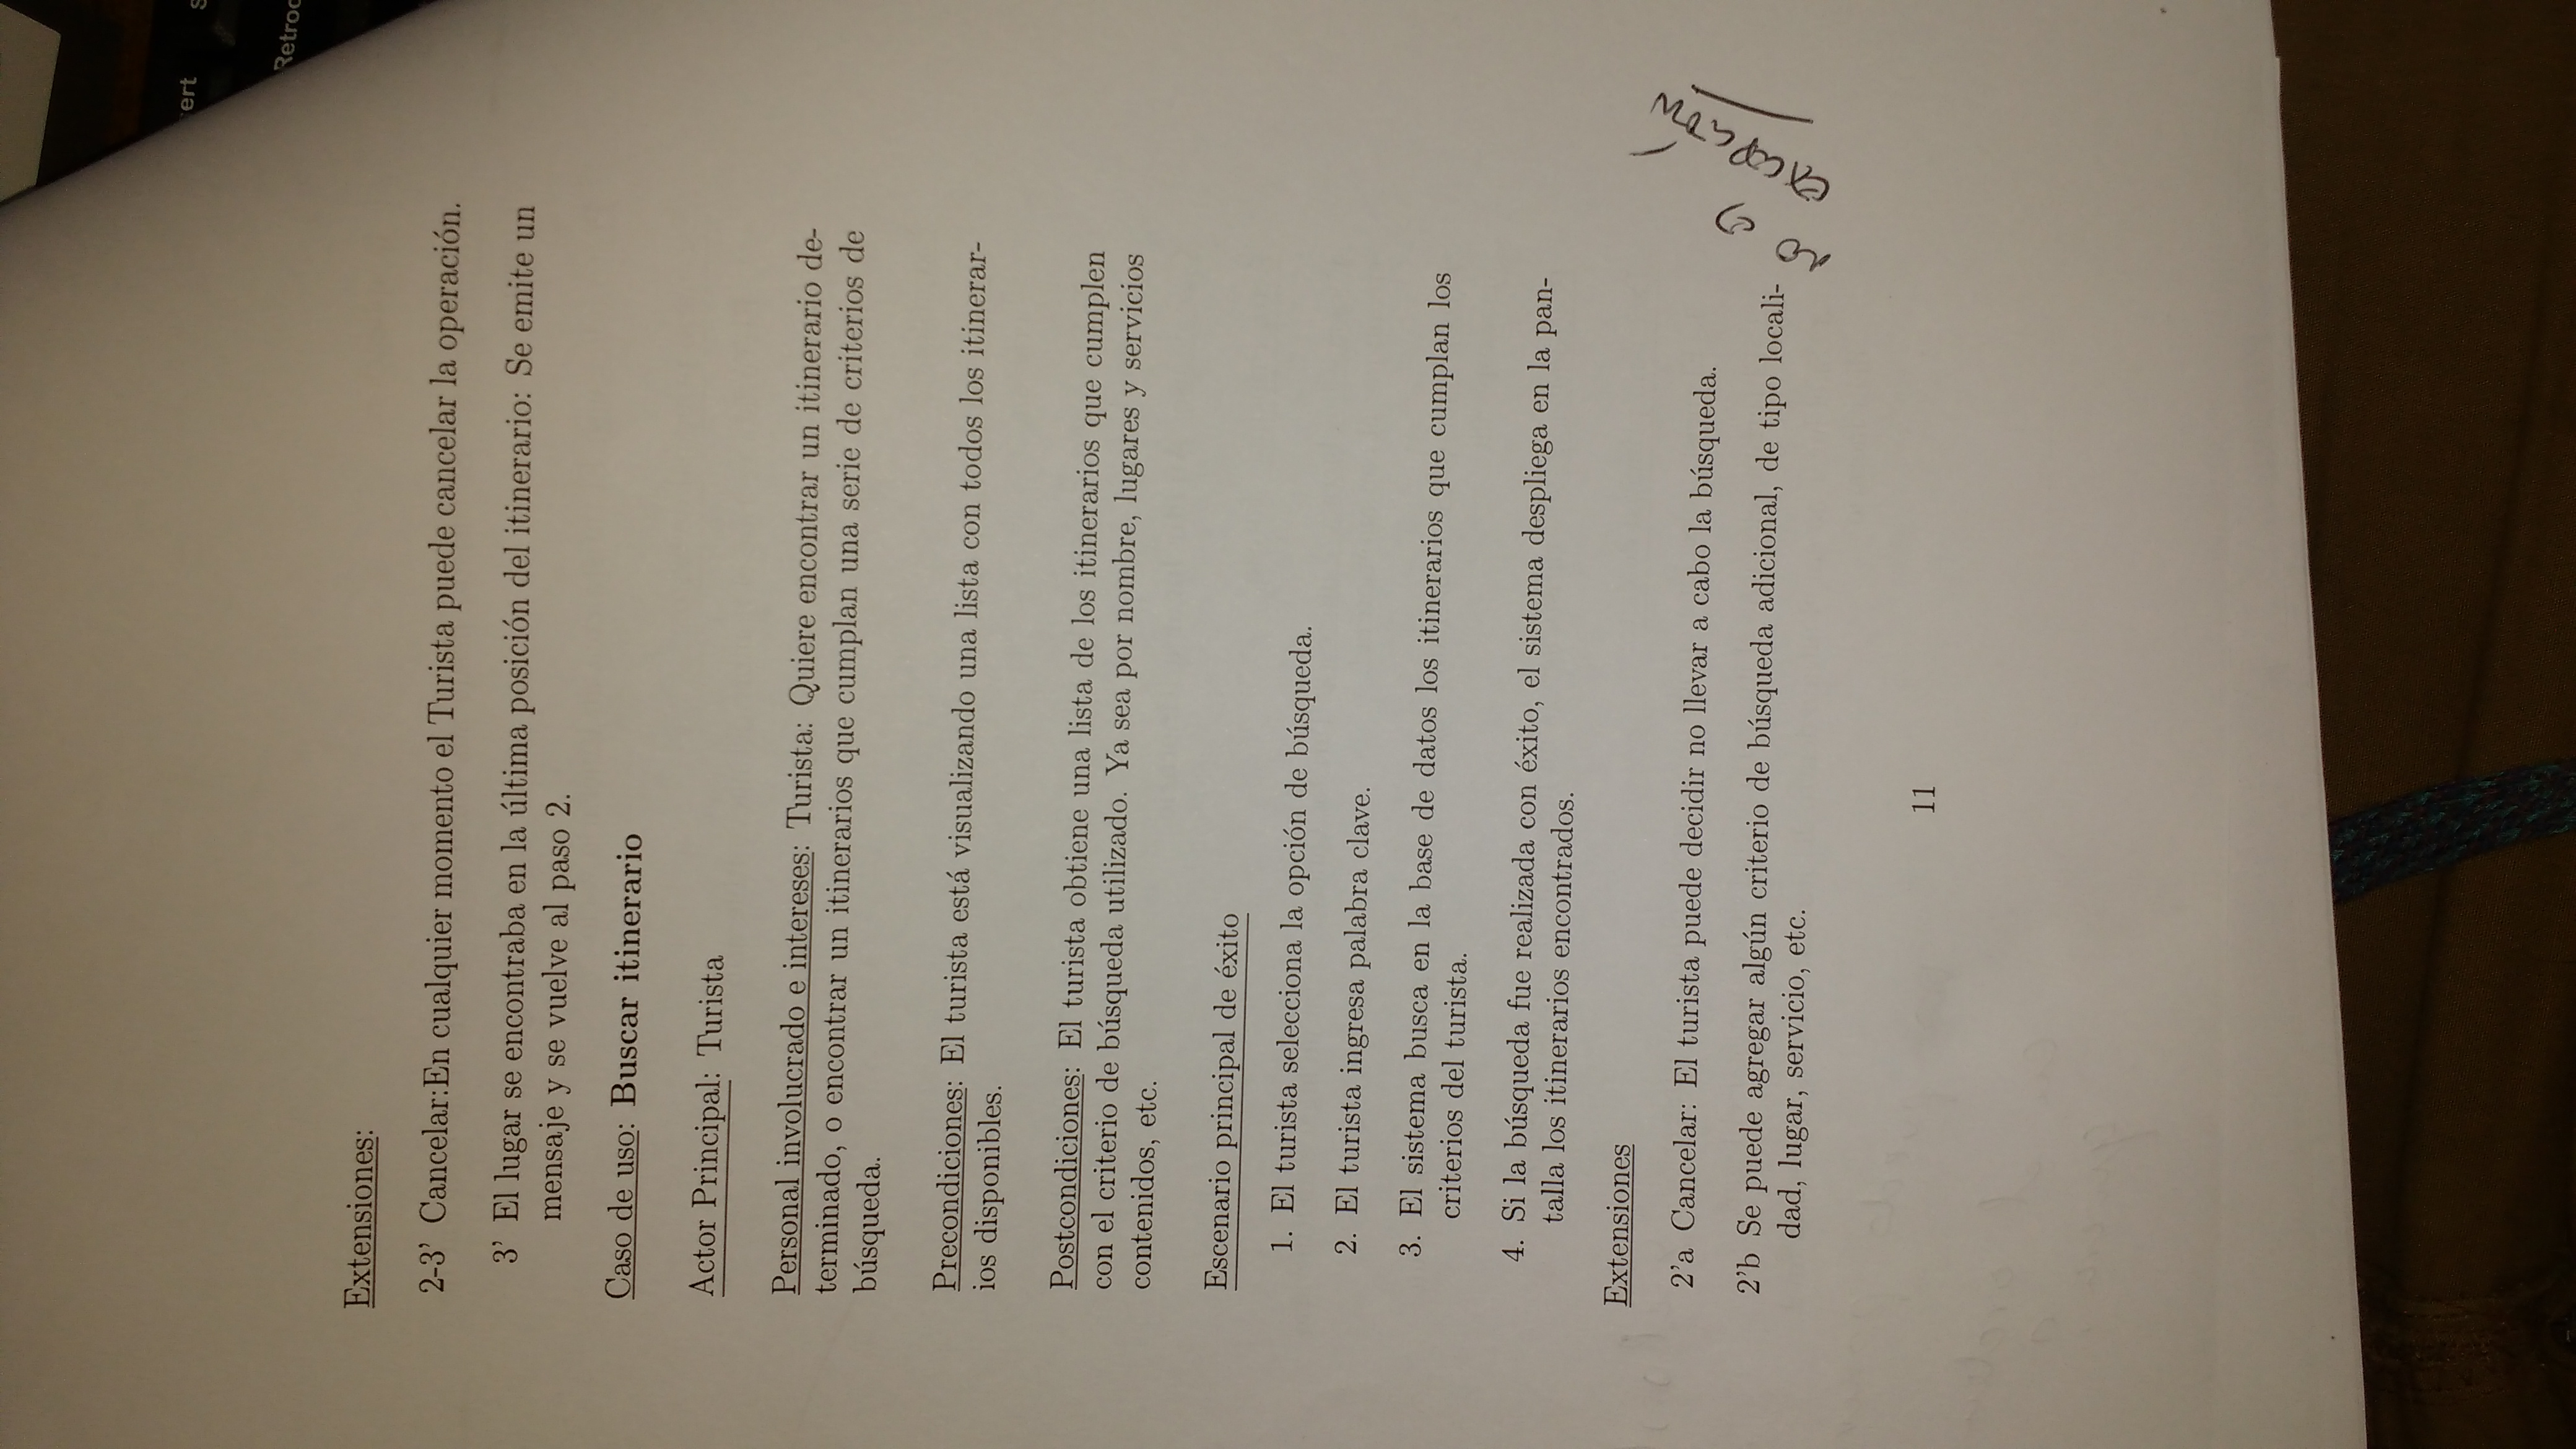 Extensiones:
2-3' Cancelar:En cualquier momento el Turista puede cancelar la operación.
3' El lugar se encontraba en la última posición del itinerario: Se emite un
mensaje y se vuelve al paso 2.
Caso de uso: Buscar itinerario
Actor Principal: Turista
Personal involucrado e intereses: Turista: Quiere encontrar un itinerario de-
terminado, o encontrar un itinerarios que cumplan una serie de criterios de
búsqueda.
Precondiciones: El turista está visualizando una lista con todos los itinerar-
ios disponibles.
Postcondiciones: El turista obtiene una lista de los itinerarios que cumplen
con el criterio de búsqueda utilizado. Ya sea por nombre, lugares y servicios
contenidos, etc.
Escenario principal de éxito
1. El turista selecciona la opción de búsqueda.
2. El turista ingresa palabra clave.
3. El sistema busca en la base de datos los itinerarios que cumplan los
criterios del turista.
4. Si la búsqueda fue realizada con éxito, el sistema despliega en la pan-
talla los itinerarios encontrados.
Extensiones
2'a Cancelar: El turista puede decidir no llevar a cabo la búsqueda.
2'b Se puede agregar algún criterio de búsqueda adicional, de tipo locali-
dad, lugar, servicio, etc.
11
ert
Retroc